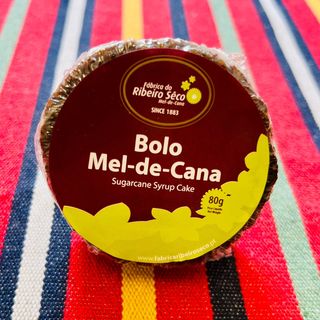 Fábrica do
Ribeiro Sêco
Mel-de-Cana
SINCE 1883
Bolo
Mel-de-Cana
Sugarcane Syrup Cake
80g
www.fabricaribeiroseco.pt